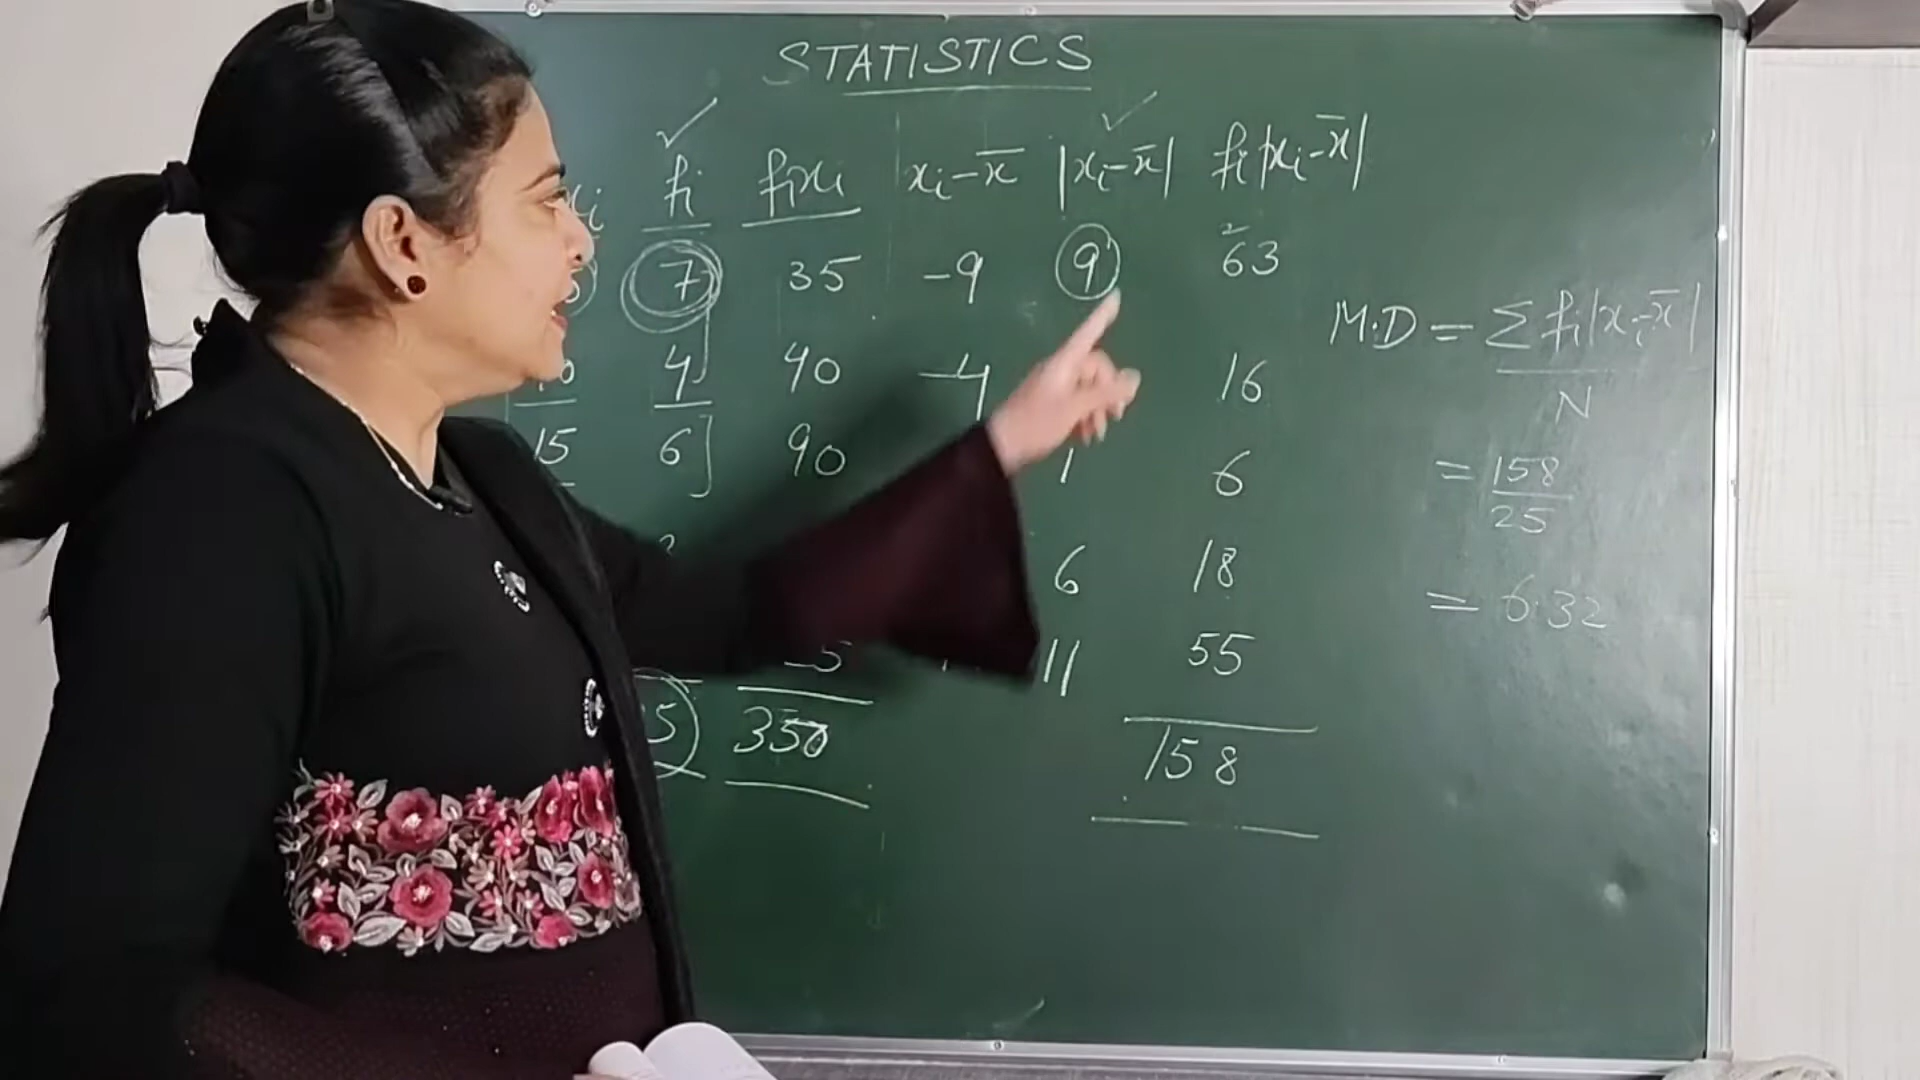 STATISTICS
fi fixi xi-x̄ |xi-x̄| fi|xi-x̄|
7 35 -9 9 63
4 40 -4 16
15 6 90 1 6
6 18
11 55
350 158
M.D = Σ fi|xi-x̄| / N
= 158 / 25
= 6.32